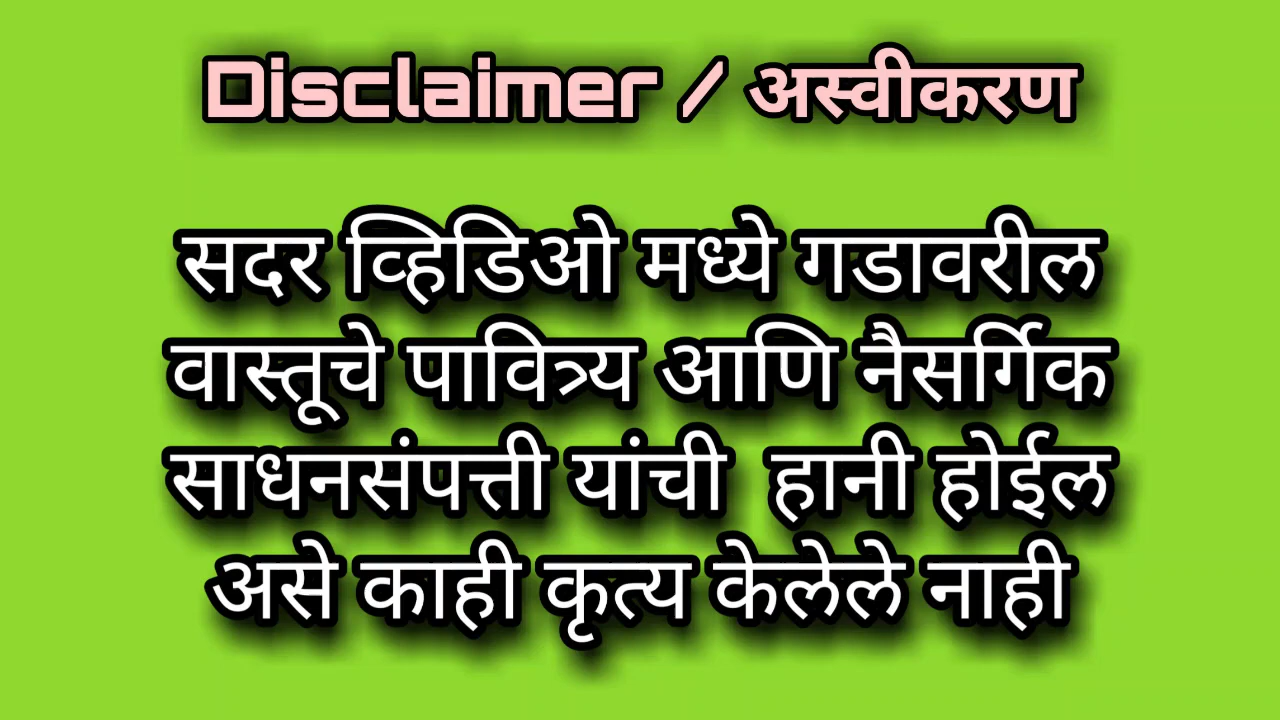 Disclaimer / अस्वीकरण
सदर व्हिडिओ मध्ये गडावरील
वास्तूचे पावित्र्य आणि नैसर्गिक
साधनसंपत्ती यांची हानी होईल
असे काही कृत्य केलेले नाही